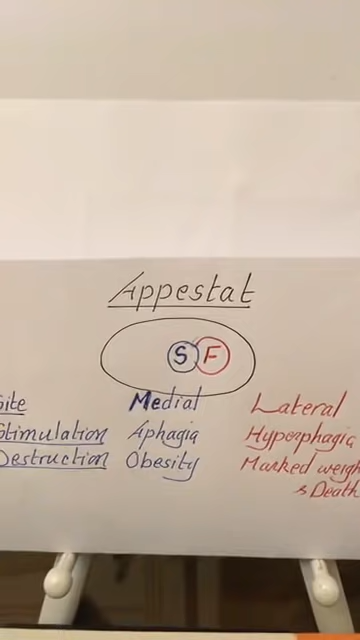 Appestat
S F
Site Medial Lateral
Stimulation Aphagia Hyperphagia
Destruction Obesity Marked weigh
& Death